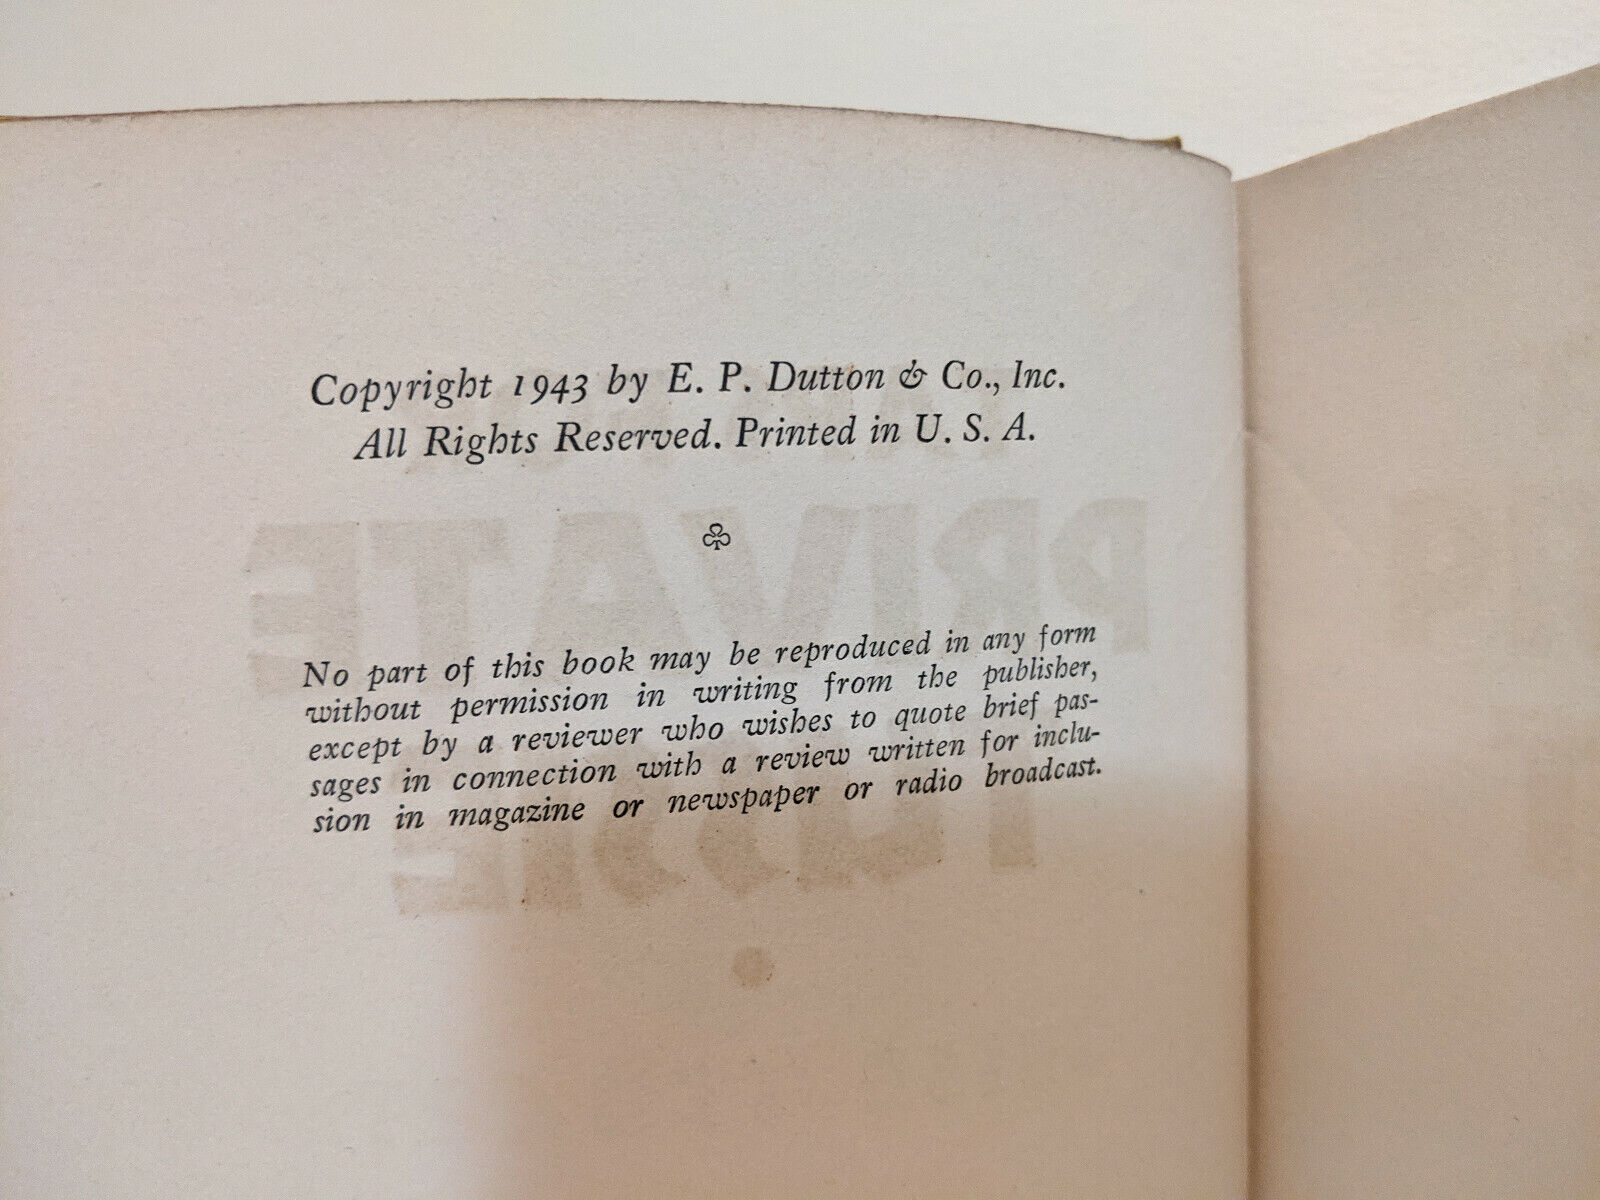 Copyright 1943 by E. P. Dutton & Co., Inc.
All Rights Reserved. Printed in U. S. A.
No part of this book may be reproduced in any form
without permission in writing from the publisher,
except by a reviewer who wishes to quote brief pas-
sages in connection with a review written for inclu-
sion in magazine or newspaper or radio broadcast.
PRIVATE